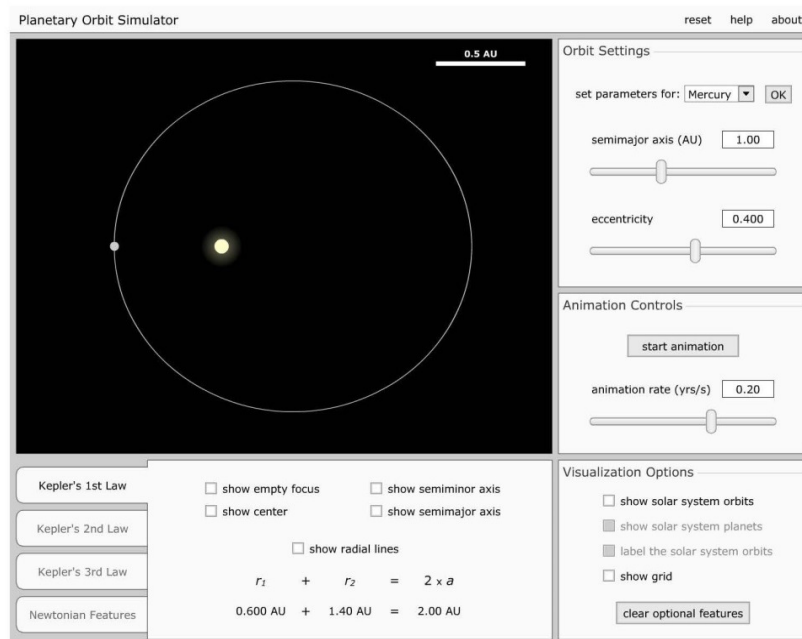 Planetary Orbit Simulator
reset help about
0.5 AU
Orbit Settings
set parameters for: Mercury OK
semimajor axis (AU) 1.00
eccentricity 0.400
Animation Controls
start animation
animation rate (yrs/s) 0.20
Kepler's 1st Law
Kepler's 2nd Law
Kepler's 3rd Law
Newtonian Features
show empty focus show semiminor axis
show center show semimajor axis
show radial lines
r₁ + r₂ = 2 x a
0.600 AU + 1.40 AU = 2.00 AU
Visualization Options
show solar system orbits
show solar system planets
label the solar system orbits
show grid
clear optional features